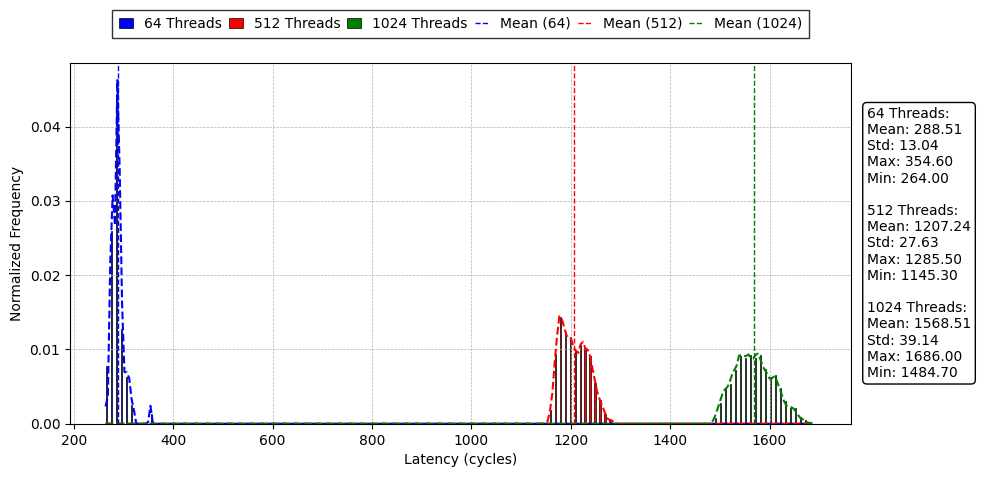 64 Threads 512 Threads 1024 Threads Mean (64) Mean (512) Mean (1024)
0.04
0.03
0.02
0.01
0.00
Normalized Frequency
200 400 600 800 1000 1200 1400 1600
Latency (cycles)
64 Threads:
Mean: 288.51
Std: 13.04
Max: 354.60
Min: 264.00
512 Threads:
Mean: 1207.24
Std: 27.63
Max: 1285.50
Min: 1145.30
1024 Threads:
Mean: 1568.51
Std: 39.14
Max: 1686.00
Min: 1484.70